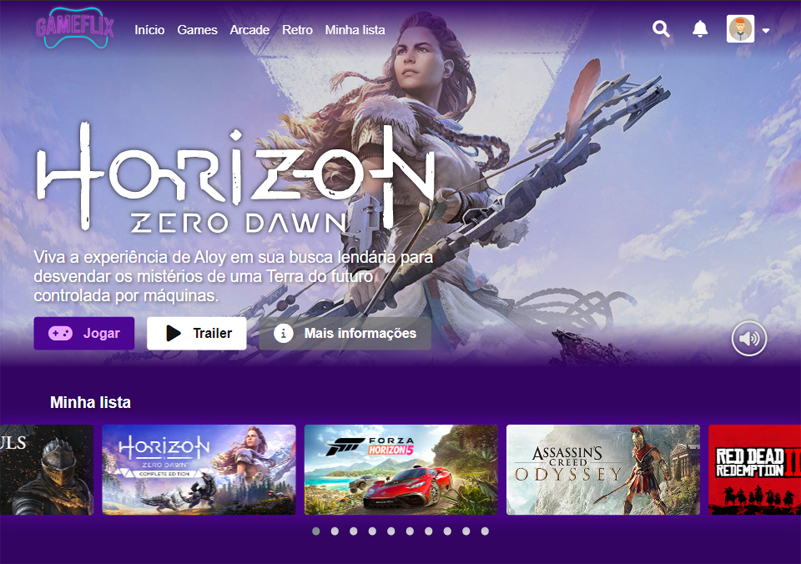 GAMEFLIX
Início Games Arcade Retro Minha lista
HORIZON
ZERO DAWN
Viva a experiência de Aloy em sua busca lendária para
desvendar os mistérios de uma Terra do futuro
controlada por máquinas.
Jogar Trailer Mais informações
Minha lista
ULS
HORIZON
ZERO DAWN
COMPLETE EDITION
FORZA
HORIZON 5
ASSASSIN'S
CREED
ODYSSEY
RED DEAD
REDEMPTION II